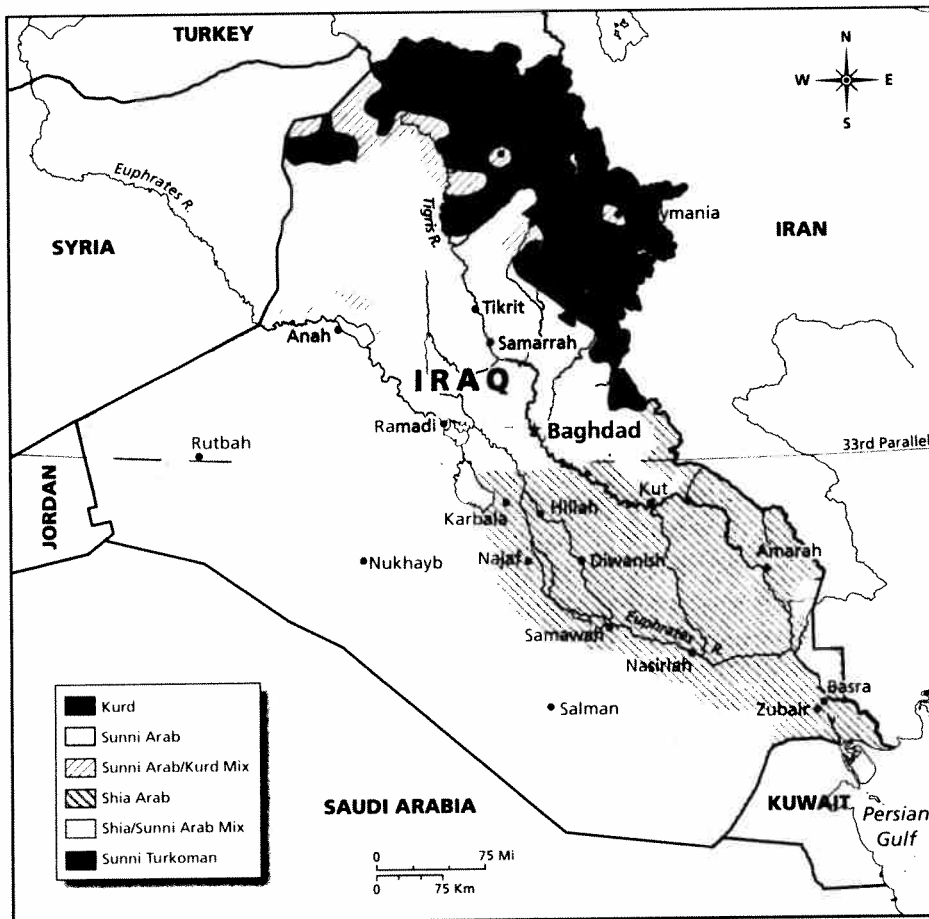 TURKEY
N
W E
S
Euphrates R.
Tigris R.
ymania
SYRIA
IRAN
Tikrit
Anah
Samarrah
IRAQ
Ramadi
Baghdad
Rutbah
33rd Parallel
JORDAN
Kut
Karbala
Hillah
Nukhayb
Najaf
Diwanish
Amarah
Samawah
Euphrates R.
Nasiriah
Basra
Salman
Zubair
Kurd
Sunni Arab
Sunni Arab/Kurd Mix
Shia Arab
Shia/Sunni Arab Mix
Sunni Turkoman
SAUDI ARABIA
KUWAIT
Persian
Gulf
0 75 Mi
0 75 Km